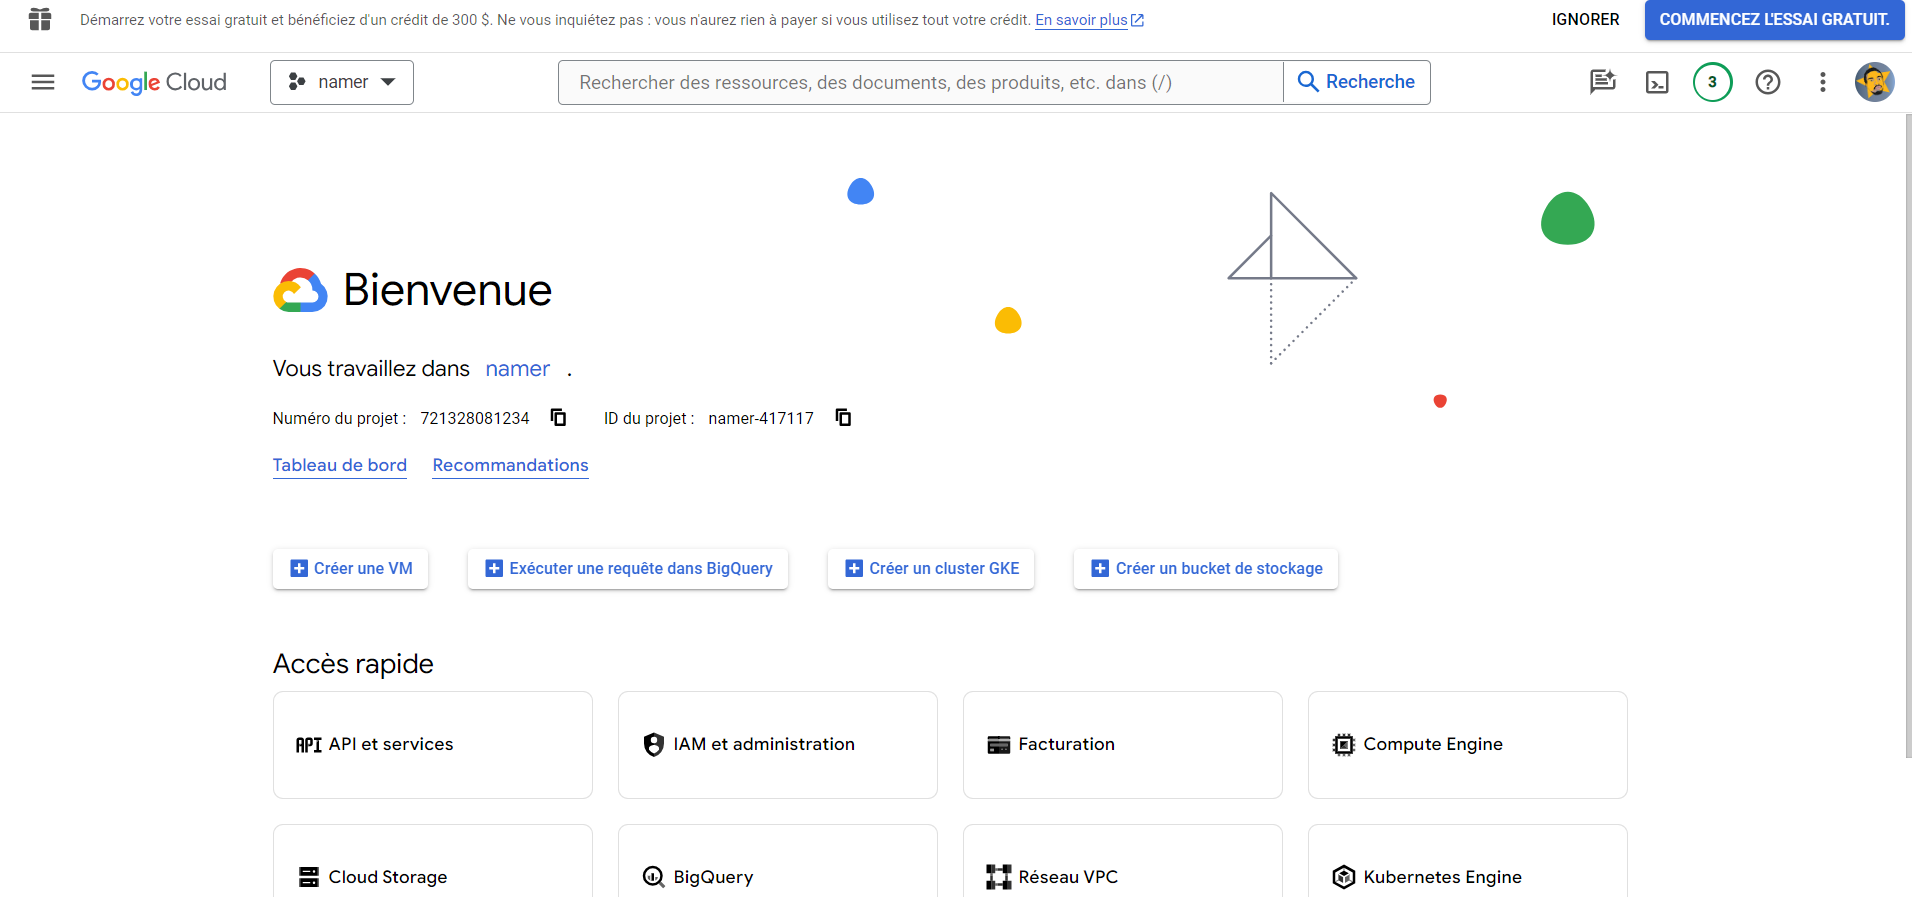 Démarrez votre essai gratuit et bénéficiez d'un crédit de 300 $. Ne vous inquiétez pas : vous n'aurez rien à payer si vous utilisez tout votre crédit. En savoir plus
IGNORER
COMMENCEZ L'ESSAI GRATUIT.
Google Cloud
namer
Rechercher des ressources, des documents, des produits, etc. dans (/)
Recherche
3
Bienvenue
Vous travaillez dans namer .
Numéro du projet : 721328081234 ID du projet : namer-417117
Tableau de bord Recommandations
Créer une VM Exécuter une requête dans BigQuery Créer un cluster GKE Créer un bucket de stockage
Accès rapide
API API et services IAM et administration Facturation Compute Engine
Cloud Storage BigQuery Réseau VPC Kubernetes Engine